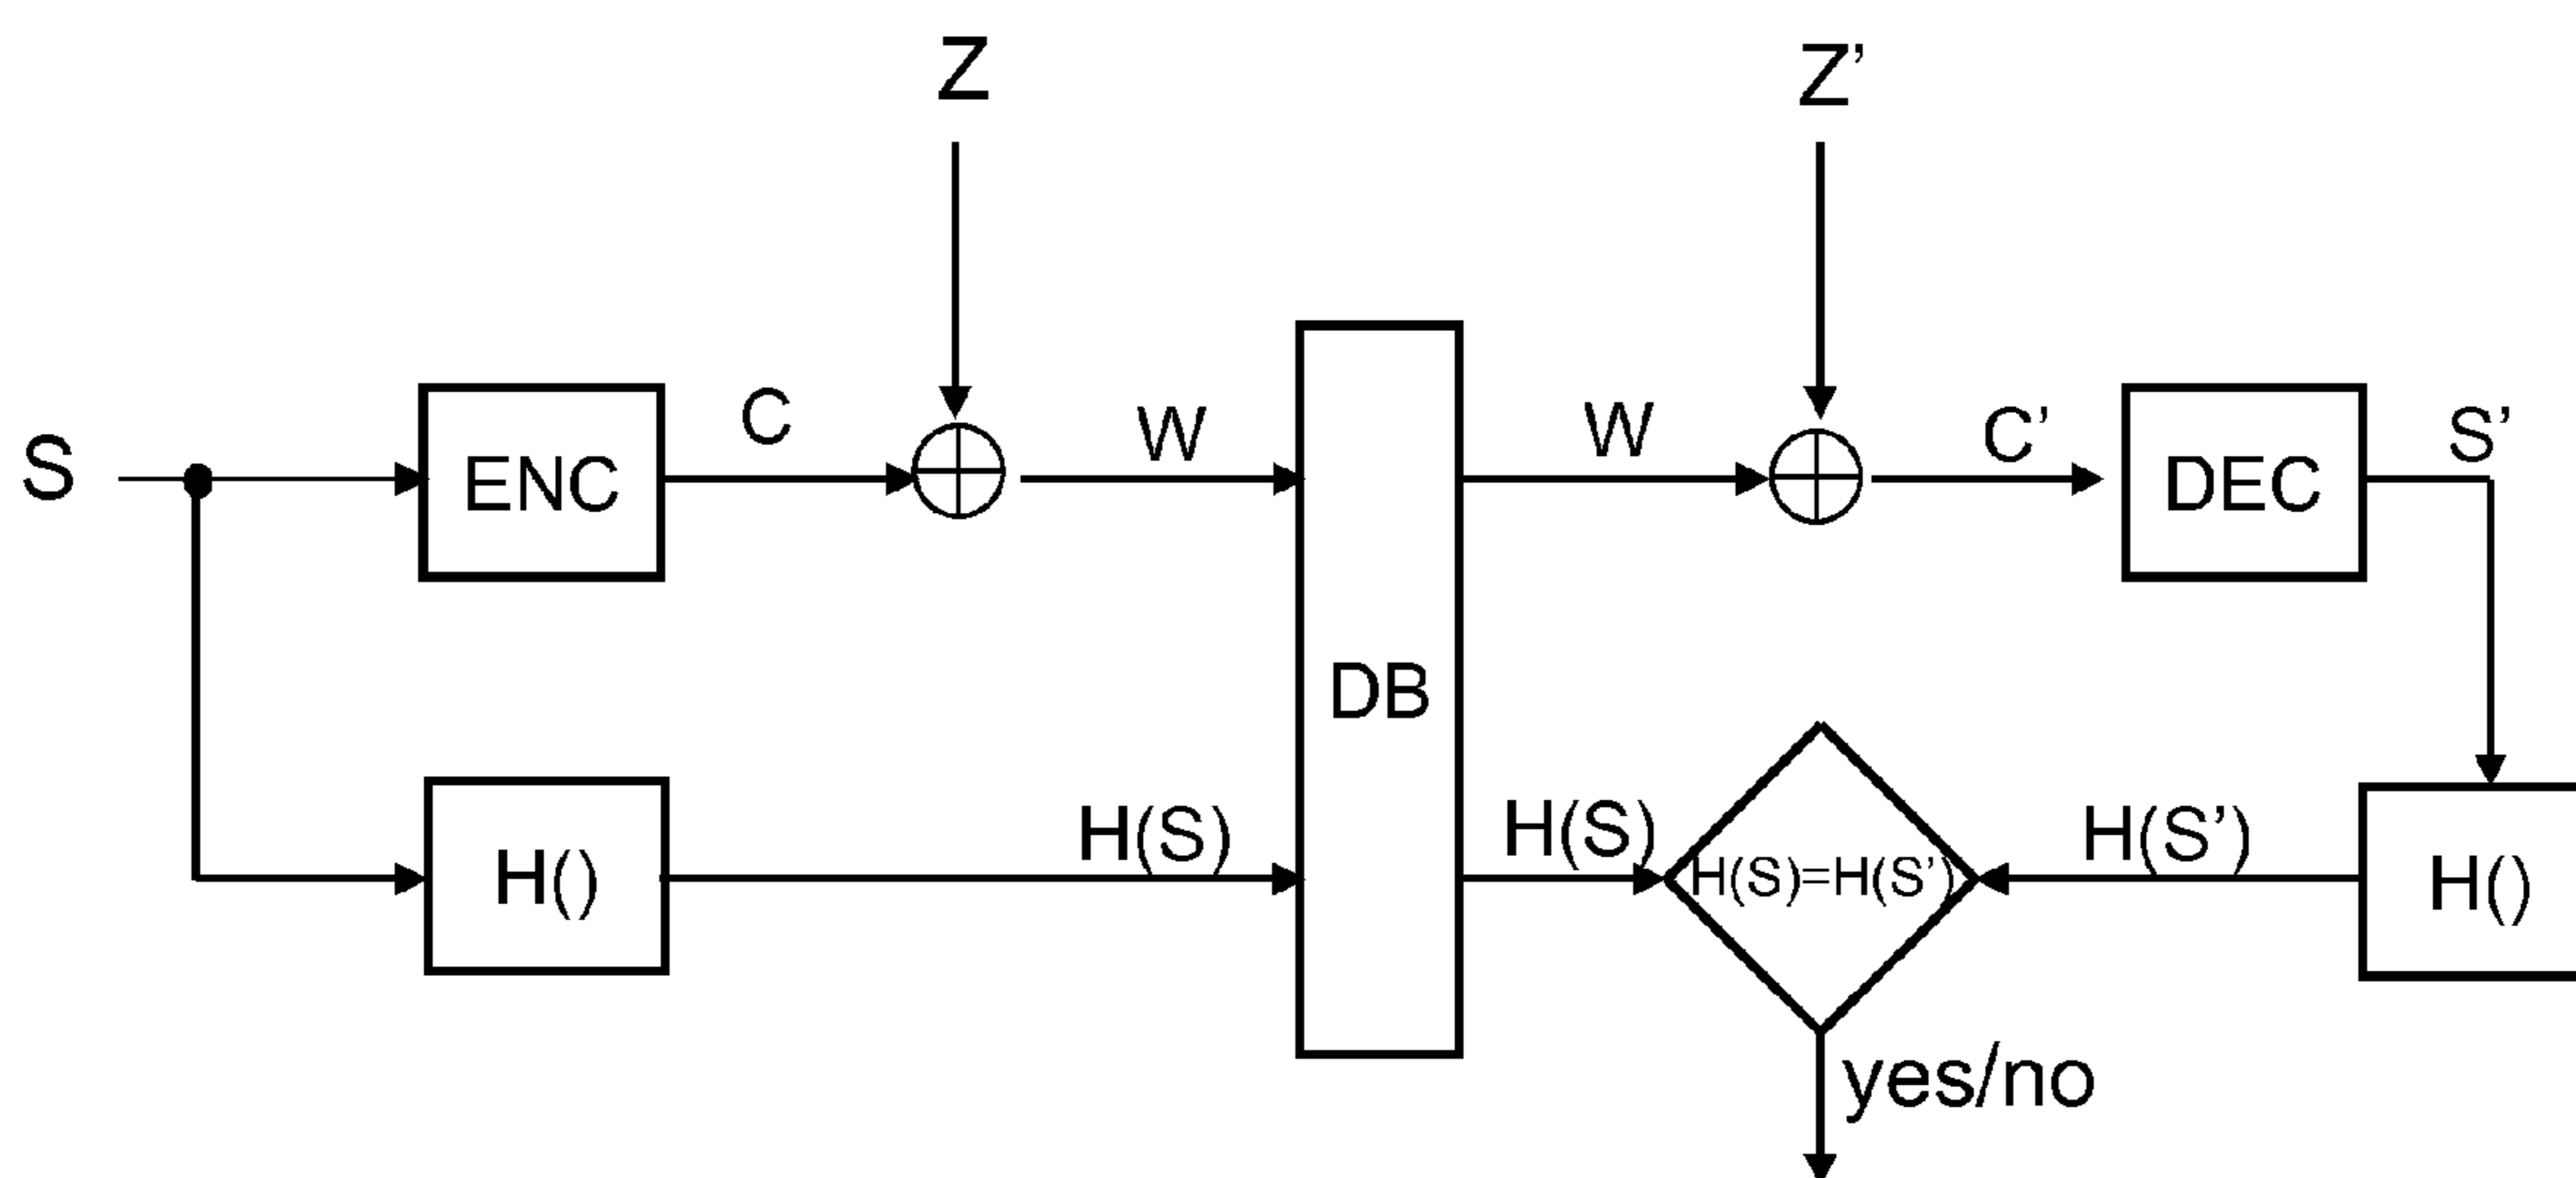 Z
Z’
S
ENC
C
W
W
C’
DEC
S’
DB
H()
H(S)
H(S)
H(S)=H(S’)
H(S’)
H()
yes/no